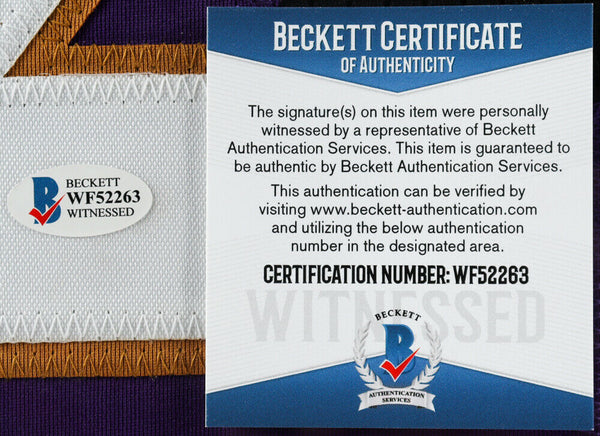 BECKETT
WF52263
WITNESSED
BECKETT CERTIFICATE
OF AUTHENTICITY
The signature(s) on this item were personally
witnessed by a representative of Beckett
Authentication Services. This item is guaranteed to
be authentic by Beckett Authentication Services.
This authentication can be verified by
visiting www.beckett-authentication.com
and utilizing the below authentication
number in the designated area.
CERTIFICATION NUMBER: WF52263
WITNESSED
BECKETT
B
AUTHENTICATION
SERVICES